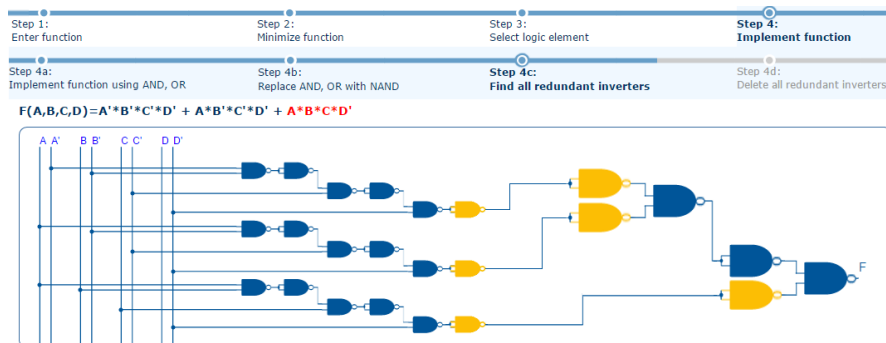 Step 1: Step 2: Step 3: Step 4:
Enter function Minimize function Select logic element Implement function
Step 4a: Step 4b: Step 4c: Step 4d:
Implement function using AND, OR Replace AND, OR with NAND Find all redundant inverters Delete all redundant inverters
F(A,B,C,D)=A'*B'*C'*D' + A*B'*C'*D' + A*B*C*D'
A A' B B' C C' D D'
F